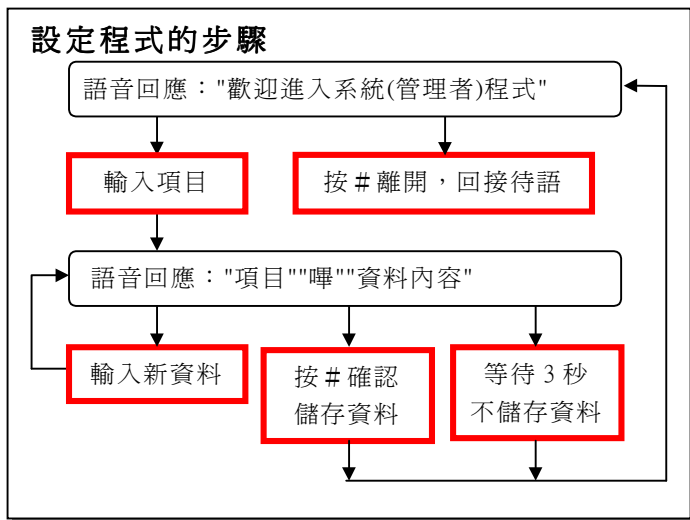 設定程式的步驟
語音回應："歡迎進入系統(管理者)程式"
輸入項目
按＃離開，回接待語
語音回應："項目""嗶""資料內容"
輸入新資料
按＃確認
儲存資料
等待 3 秒
不儲存資料